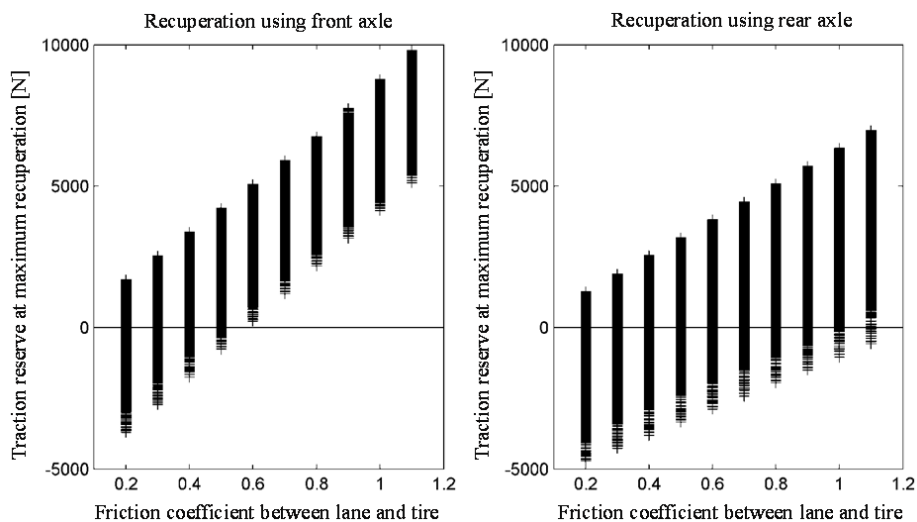 Recuperation using front axle
Recuperation using rear axle
Traction reserve at maximum recuperation [N]
10000
5000
0
-5000
0.2 0.4 0.6 0.8 1 1.2
Friction coefficient between lane and tire
Traction reserve at maximum recuperation [N]
10000
5000
0
-5000
0.2 0.4 0.6 0.8 1 1.2
Friction coefficient between lane and tire